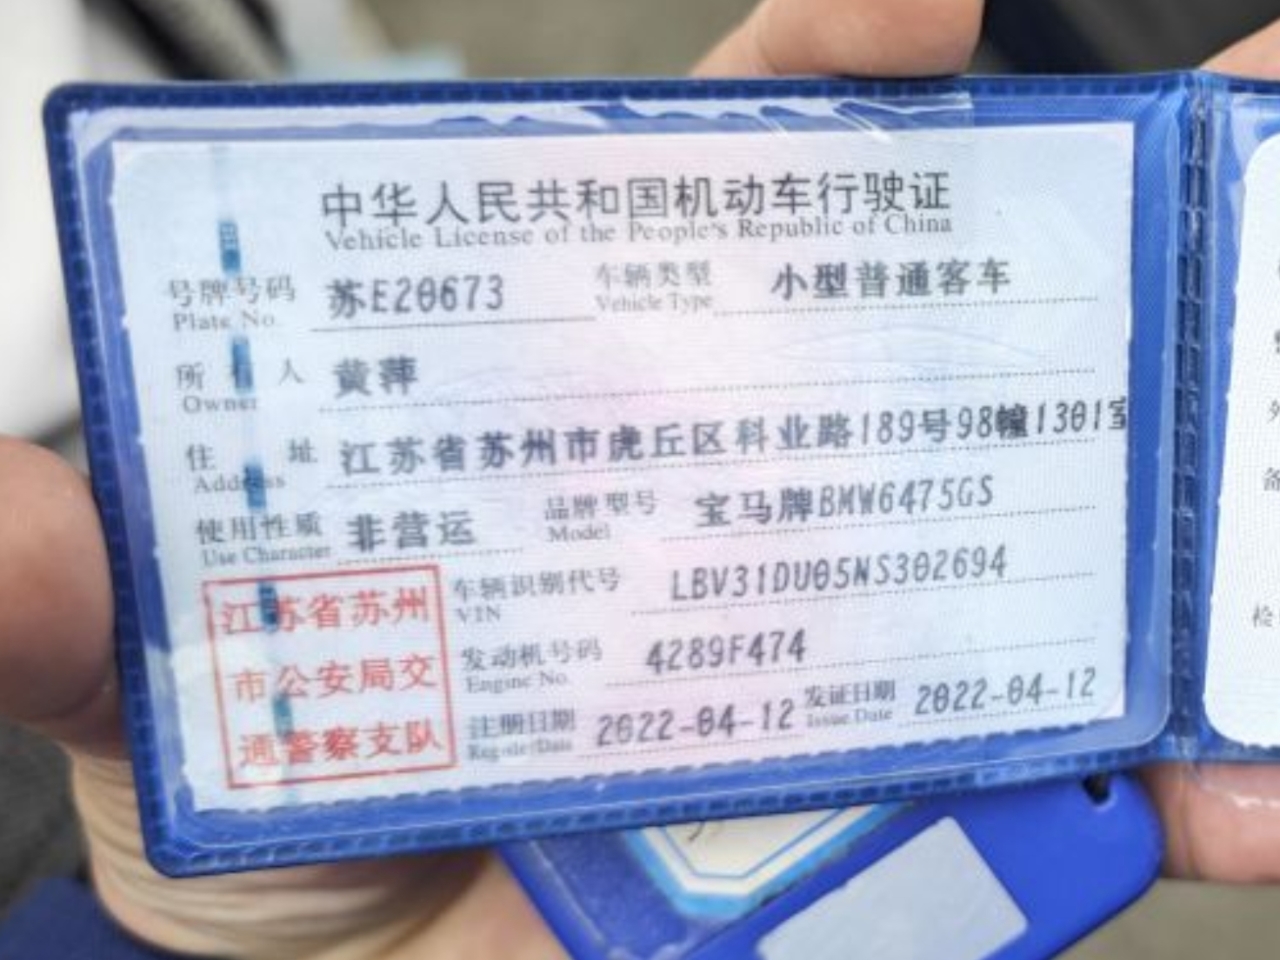 中华人民共和国机动车行驶证
Vehicle License of the People's Republic of China
号牌号码 苏E20673 车辆类型 小型普通客车
Plate No. Vehicle Type
所有人 黄萍
Owner
住址 江苏省苏州市虎丘区科业路189号98幢1301室
Address
使用性质 非营运 品牌型号 宝马牌BMW6475GS
Use Character Model
车辆识别代号 LBV31DU05NS302694
VIN
发动机号码 4289F474
Engine No.
注册日期 2022-04-12 发证日期 2022-04-12
Register Date Issue Date
江苏省苏州
市公安局交
通警察支队